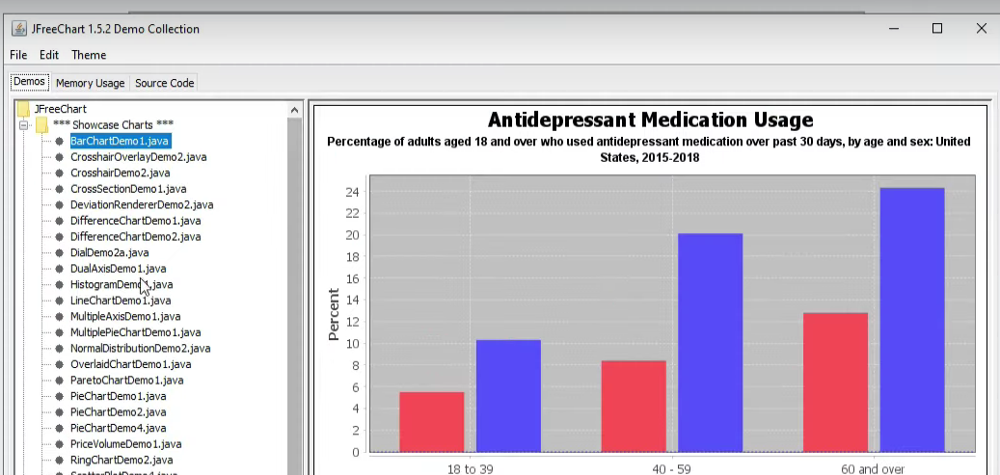 JFreeChart 1.5.2 Demo Collection
File Edit Theme
Demos Memory Usage Source Code
JFreeChart
*** Showcase Charts ***
BarChartDemo1.java
CrosshairOverlayDemo2.java
CrosshairDemo2.java
CrossSectionDemo1.java
DeviationRendererDemo2.java
DifferenceChartDemo1.java
DifferenceChartDemo2.java
DialDemo2a.java
DualAxisDemo1.java
HistogramDemo1.java
LineChartDemo1.java
MultipleAxisDemo1.java
MultiplePieChartDemo1.java
NormalDistributionDemo2.java
OverlaidChartDemo1.java
ParetoChartDemo1.java
PieChartDemo1.java
PieChartDemo2.java
PieChartDemo4.java
PriceVolumeDemo1.java
RingChartDemo2.java
Antidepressant Medication Usage
Percentage of adults aged 18 and over who used antidepressant medication over past 30 days, by age and sex: United
States, 2015-2018
Percent
24
22
20
18
16
14
12
10
8
6
4
2
0
18 to 39 40 - 59 60 and over